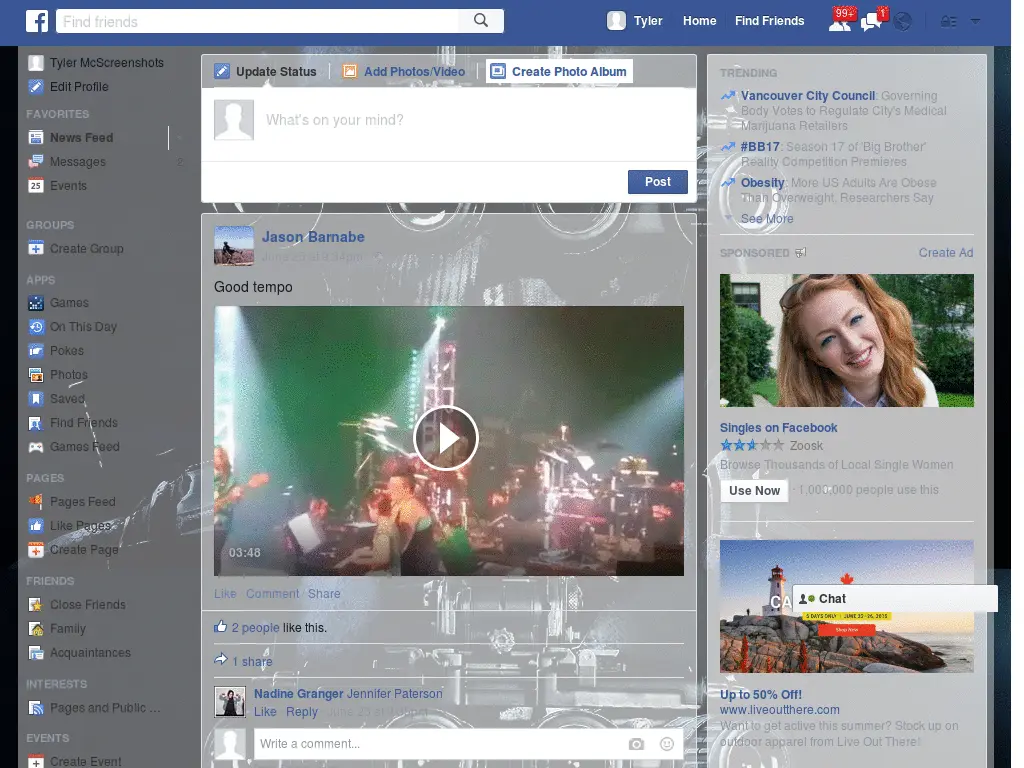 f
Find friends
Tyler
Home
Find Friends
99+
1
Tyler McScreenshots
Edit Profile
FAVORITES
News Feed
Messages
2
Events
GROUPS
Create Group
APPS
Games
On This Day
Pokes
Photos
Saved
Find Friends
Games Feed
PAGES
Pages Feed
Like Pages
Create Page
FRIENDS
Close Friends
Family
Acquaintances
INTERESTS
Pages and Public ...
EVENTS
Create Event
Update Status
Add Photos/Video
Create Photo Album
What's on your mind?
Post
Jason Barnabe
Good tempo
03:48
Like Comment Share
2 people like this.
1 share
Nadine Granger Jennifer Paterson
Like Reply
Write a comment...
TRENDING
Vancouver City Council: Governing
Body Votes to Regulate City's Medical
Marijuana Retailers
#BB17: Season 17 of 'Big Brother'
Reality Competition Premieres
Obesity: More US Adults Are Obese
Than Overweight, Researchers Say
See More
SPONSORED
Create Ad
Singles on Facebook
Zoosk
Browse Thousands of Local Single Women
Use Now · 1,000,000 people use this
CA
5 DAYS ONLY | JUNE 22-26, 2015
Shop Now
Chat
Up to 50% Off!
www.liveoutthere.com
Want to get active this summer? Stock up on
outdoor apparel from Live Out There!